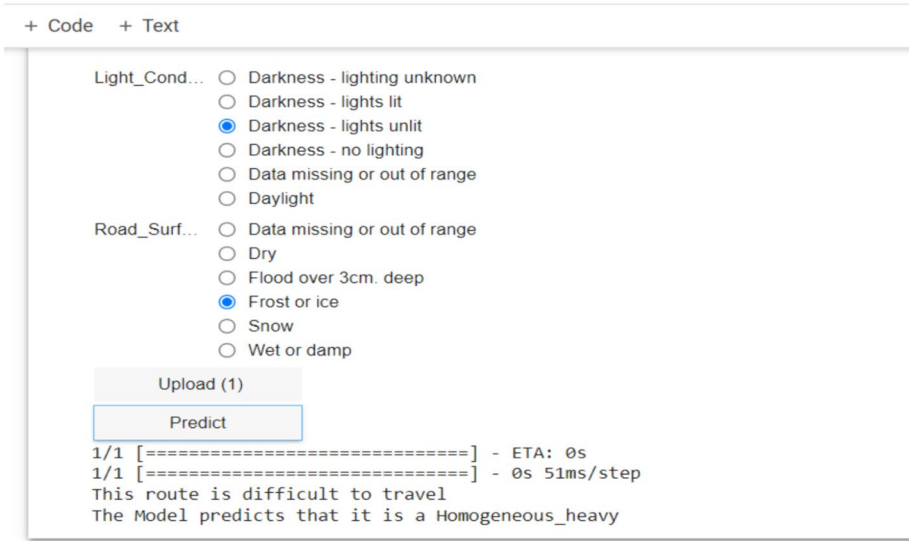 + Code + Text
Light_Cond... Darkness - lighting unknown
Darkness - lights lit
Darkness - lights unlit
Darkness - no lighting
Data missing or out of range
Daylight
Road_Surf... Data missing or out of range
Dry
Flood over 3cm. deep
Frost or ice
Snow
Wet or damp
Upload (1)
Predict
1/1 [==============================] - ETA: 0s
1/1 [==============================] - 0s 51ms/step
This route is difficult to travel
The Model predicts that it is a Homogeneous_heavy